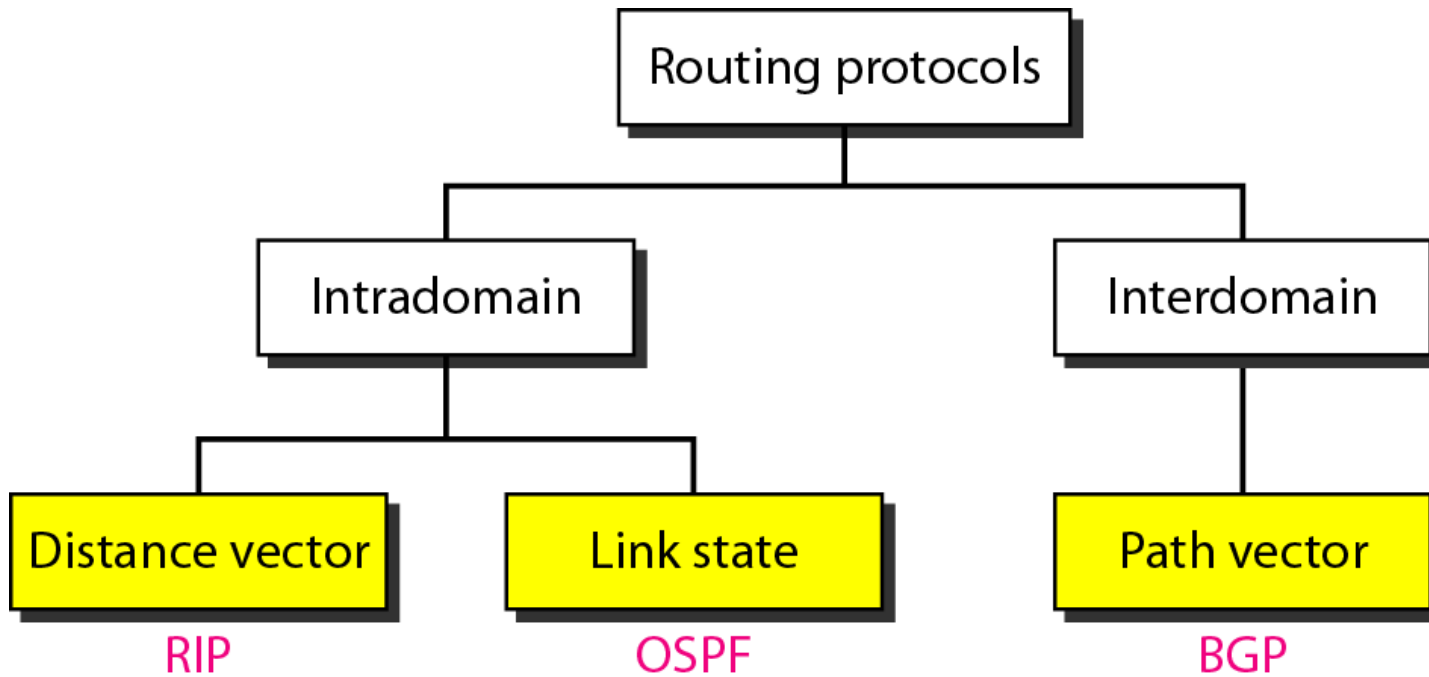 Routing protocols
Intradomain
Interdomain
Distance vector
Link state
Path vector
RIP
OSPF
BGP